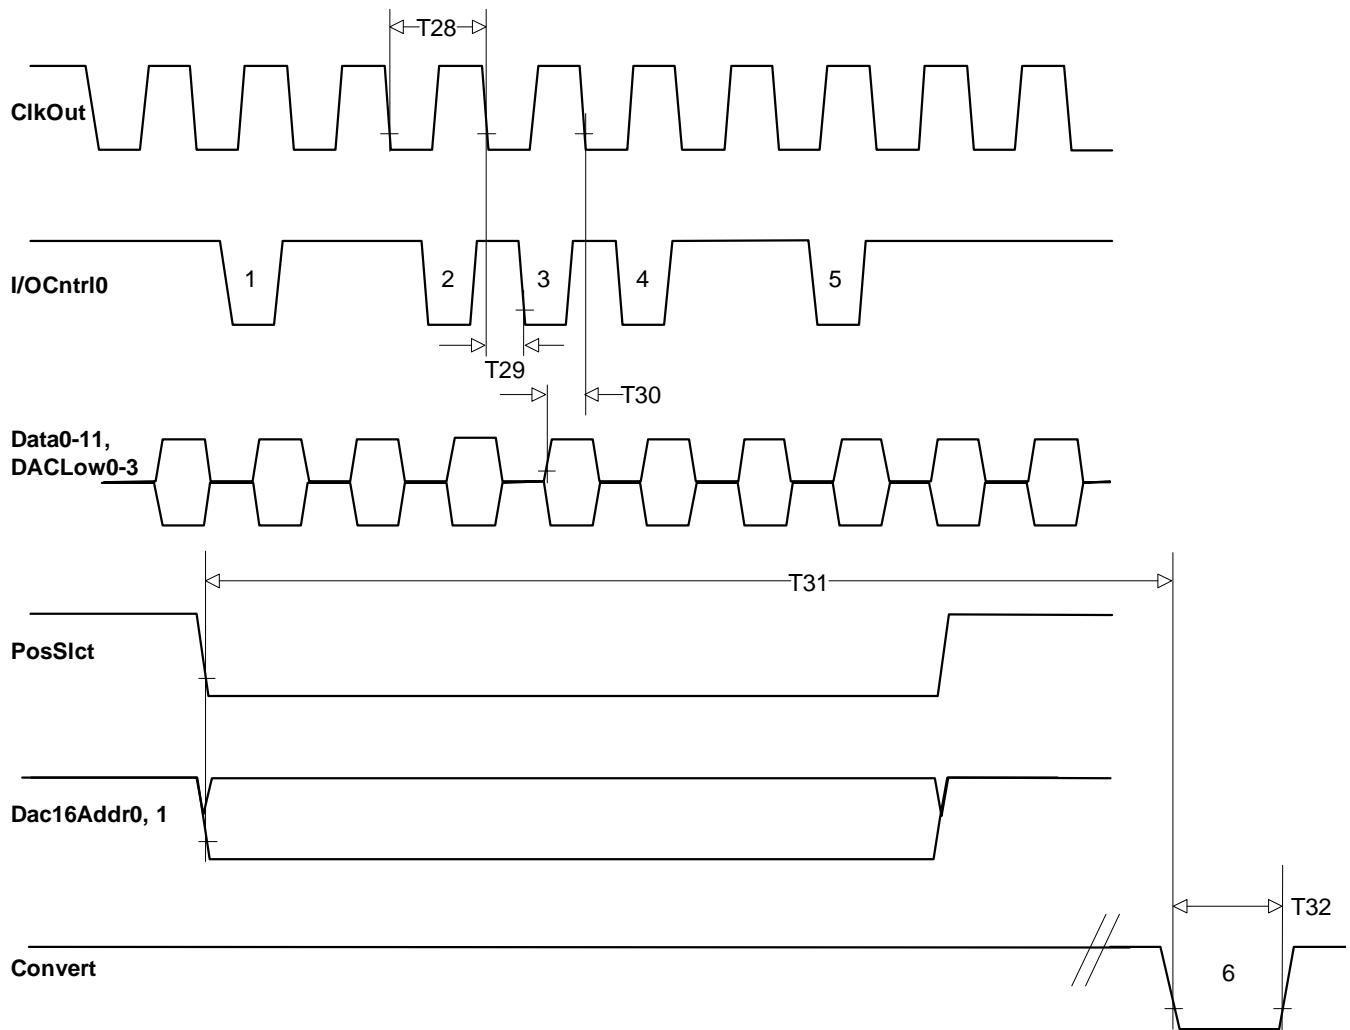 T28
ClkOut
I/OCntrl0
1 2 3 4 5
T29
T30
Data0-11,
DACLow0-3
T31
PosSlct
Dac16Addr0, 1
T32
Convert
6